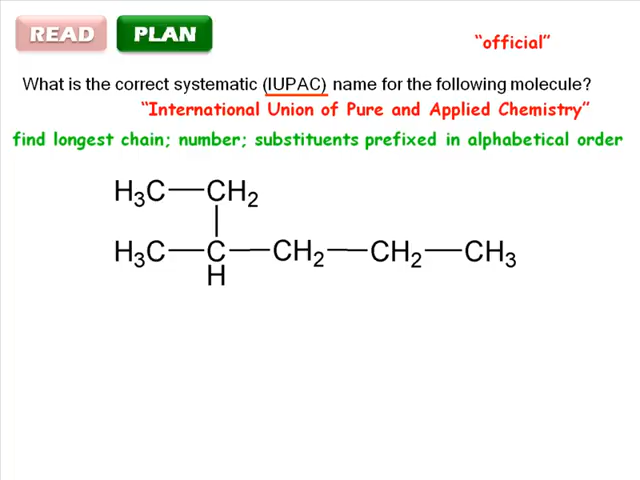 READ PLAN
“official”
What is the correct systematic (IUPAC) name for the following molecule?
“International Union of Pure and Applied Chemistry”
find longest chain; number; substituents prefixed in alphabetical order
H₃C—CH₂
H₃C—C—CH₂—CH₂—CH₃
H